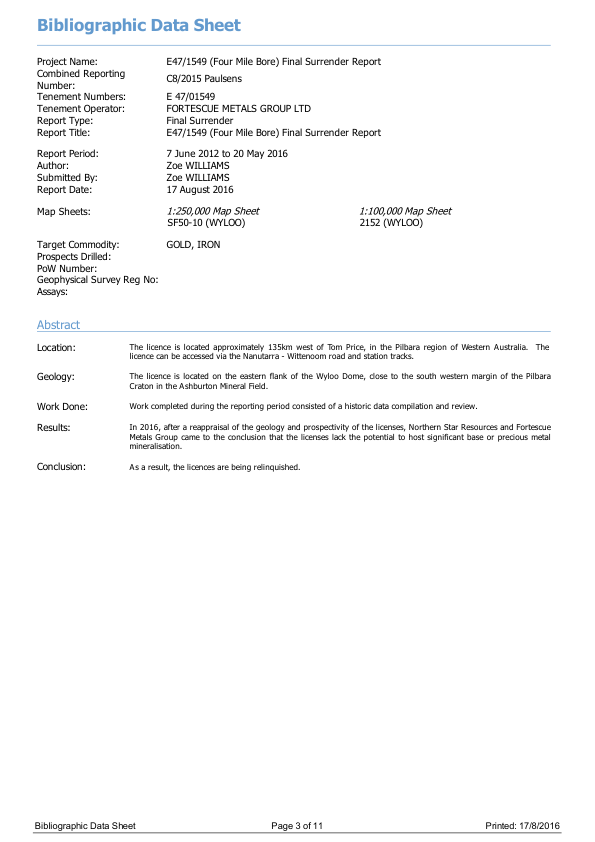 Bibliographic Data Sheet
Project Name: E47/1549 (Four Mile Bore) Final Surrender Report
Combined Reporting Number: C8/2015 Paulsens
Tenement Numbers: E 47/01549
Tenement Operator: FORTESCUE METALS GROUP LTD
Report Type: Final Surrender
Report Title: E47/1549 (Four Mile Bore) Final Surrender Report
Report Period: 7 June 2012 to 20 May 2016
Author: Zoe WILLIAMS
Submitted By: Zoe WILLIAMS
Report Date: 17 August 2016
Map Sheets: 1:250,000 Map Sheet 1:100,000 Map Sheet
SF50-10 (WYLOO) 2152 (WYLOO)
Target Commodity: GOLD, IRON
Prospects Drilled:
PoW Number:
Geophysical Survey Reg No:
Assays:
Abstract
Location: The licence is located approximately 135km west of Tom Price, in the Pilbara region of Western Australia. The
licence can be accessed via the Nanutarra - Wittenoom road and station tracks.
Geology: The licence is located on the eastern flank of the Wyloo Dome, close to the south western margin of the Pilbara
Craton in the Ashburton Mineral Field.
Work Done: Work completed during the reporting period consisted of a historic data compilation and review.
Results: In 2016, after a reappraisal of the geology and prospectivity of the licenses, Northern Star Resources and Fortescue
Metals Group came to the conclusion that the licenses lack the potential to host significant base or precious metal
mineralisation.
Conclusion: As a result, the licences are being relinquished.
Bibliographic Data Sheet Page 3 of 11 Printed: 17/8/2016